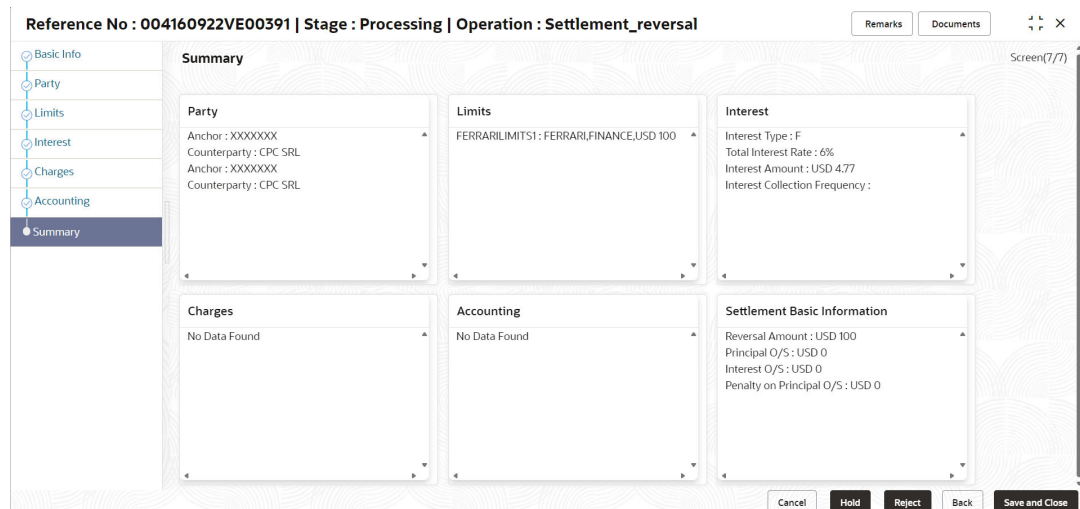 Reference No : 004160922VE00391 | Stage : Processing | Operation : Settlement_reversal
Remarks
Documents
Basic Info
Party
Limits
Interest
Charges
Accounting
Summary
Summary
Screen(7/7)
Party
Anchor : XXXXXXX
Counterparty : CPC SRL
Anchor : XXXXXXX
Counterparty : CPC SRL
Limits
FERRARILIMITS1 : FERRARI,FINANCE,USD 100
Interest
Interest Type : F
Total Interest Rate : 6%
Interest Amount : USD 4.77
Interest Collection Frequency :
Charges
No Data Found
Accounting
No Data Found
Settlement Basic Information
Reversal Amount : USD 100
Principal O/S : USD 0
Interest O/S : USD 0
Penalty on Principal O/S : USD 0
Cancel
Hold
Reject
Back
Save and Close